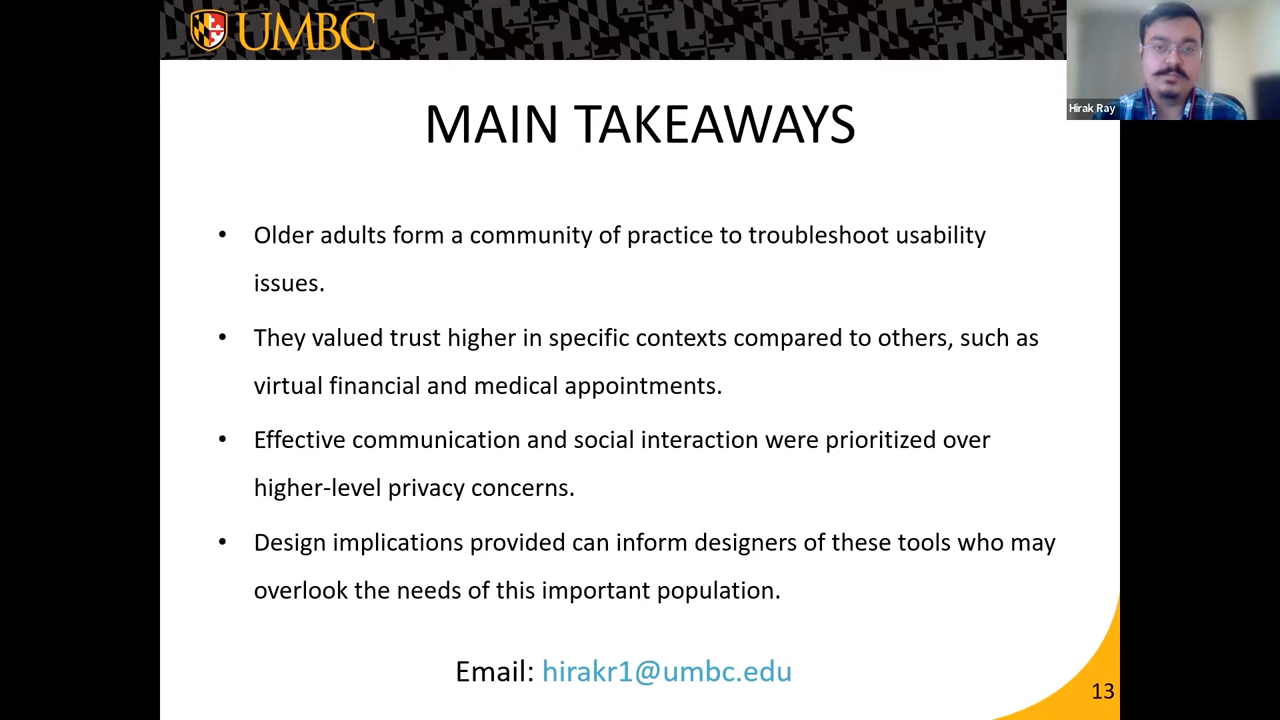 UMBC
Hirak Ray
MAIN TAKEAWAYS
• Older adults form a community of practice to troubleshoot usability
issues.
• They valued trust higher in specific contexts compared to others, such as
virtual financial and medical appointments.
• Effective communication and social interaction were prioritized over
higher-level privacy concerns.
• Design implications provided can inform designers of these tools who may
overlook the needs of this important population.
Email: hirakr1@umbc.edu
13